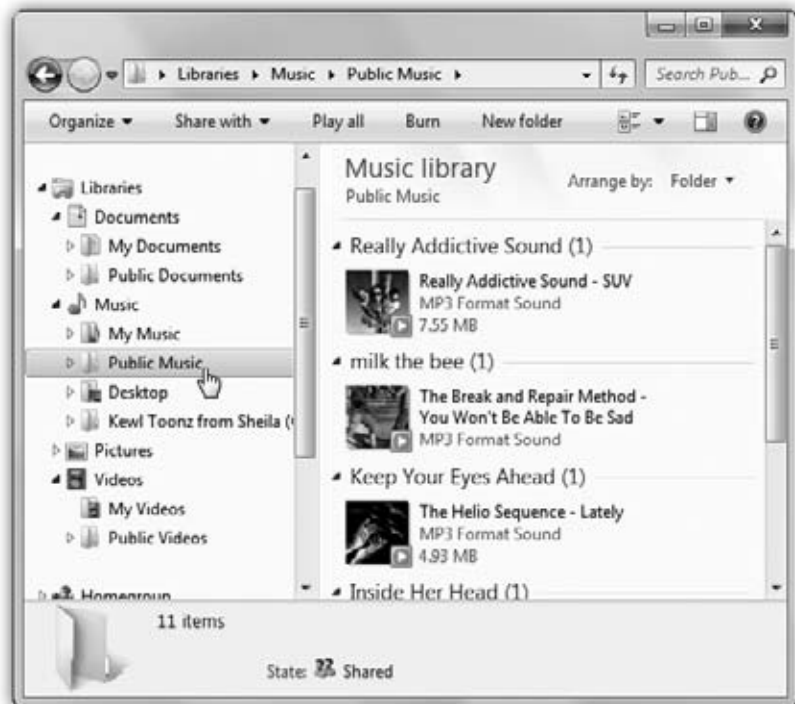 Libraries Music Public Music
Search Pub...
Organize Share with Play all Burn New folder
Libraries
Documents
My Documents
Public Documents
Music
My Music
Public Music
Desktop
Kewl Toonz from Sheila (
Pictures
Videos
My Videos
Public Videos
Homegroup
Music library
Public Music
Arrange by: Folder
Really Addictive Sound (1)
Really Addictive Sound - SUV
MP3 Format Sound
7.55 MB
milk the bee (1)
The Break and Repair Method -
You Won't Be Able To Be Sad
MP3 Format Sound
Keep Your Eyes Ahead (1)
The Helio Sequence - Lately
MP3 Format Sound
4.93 MB
Inside Her Head (1)
11 items
State: Shared